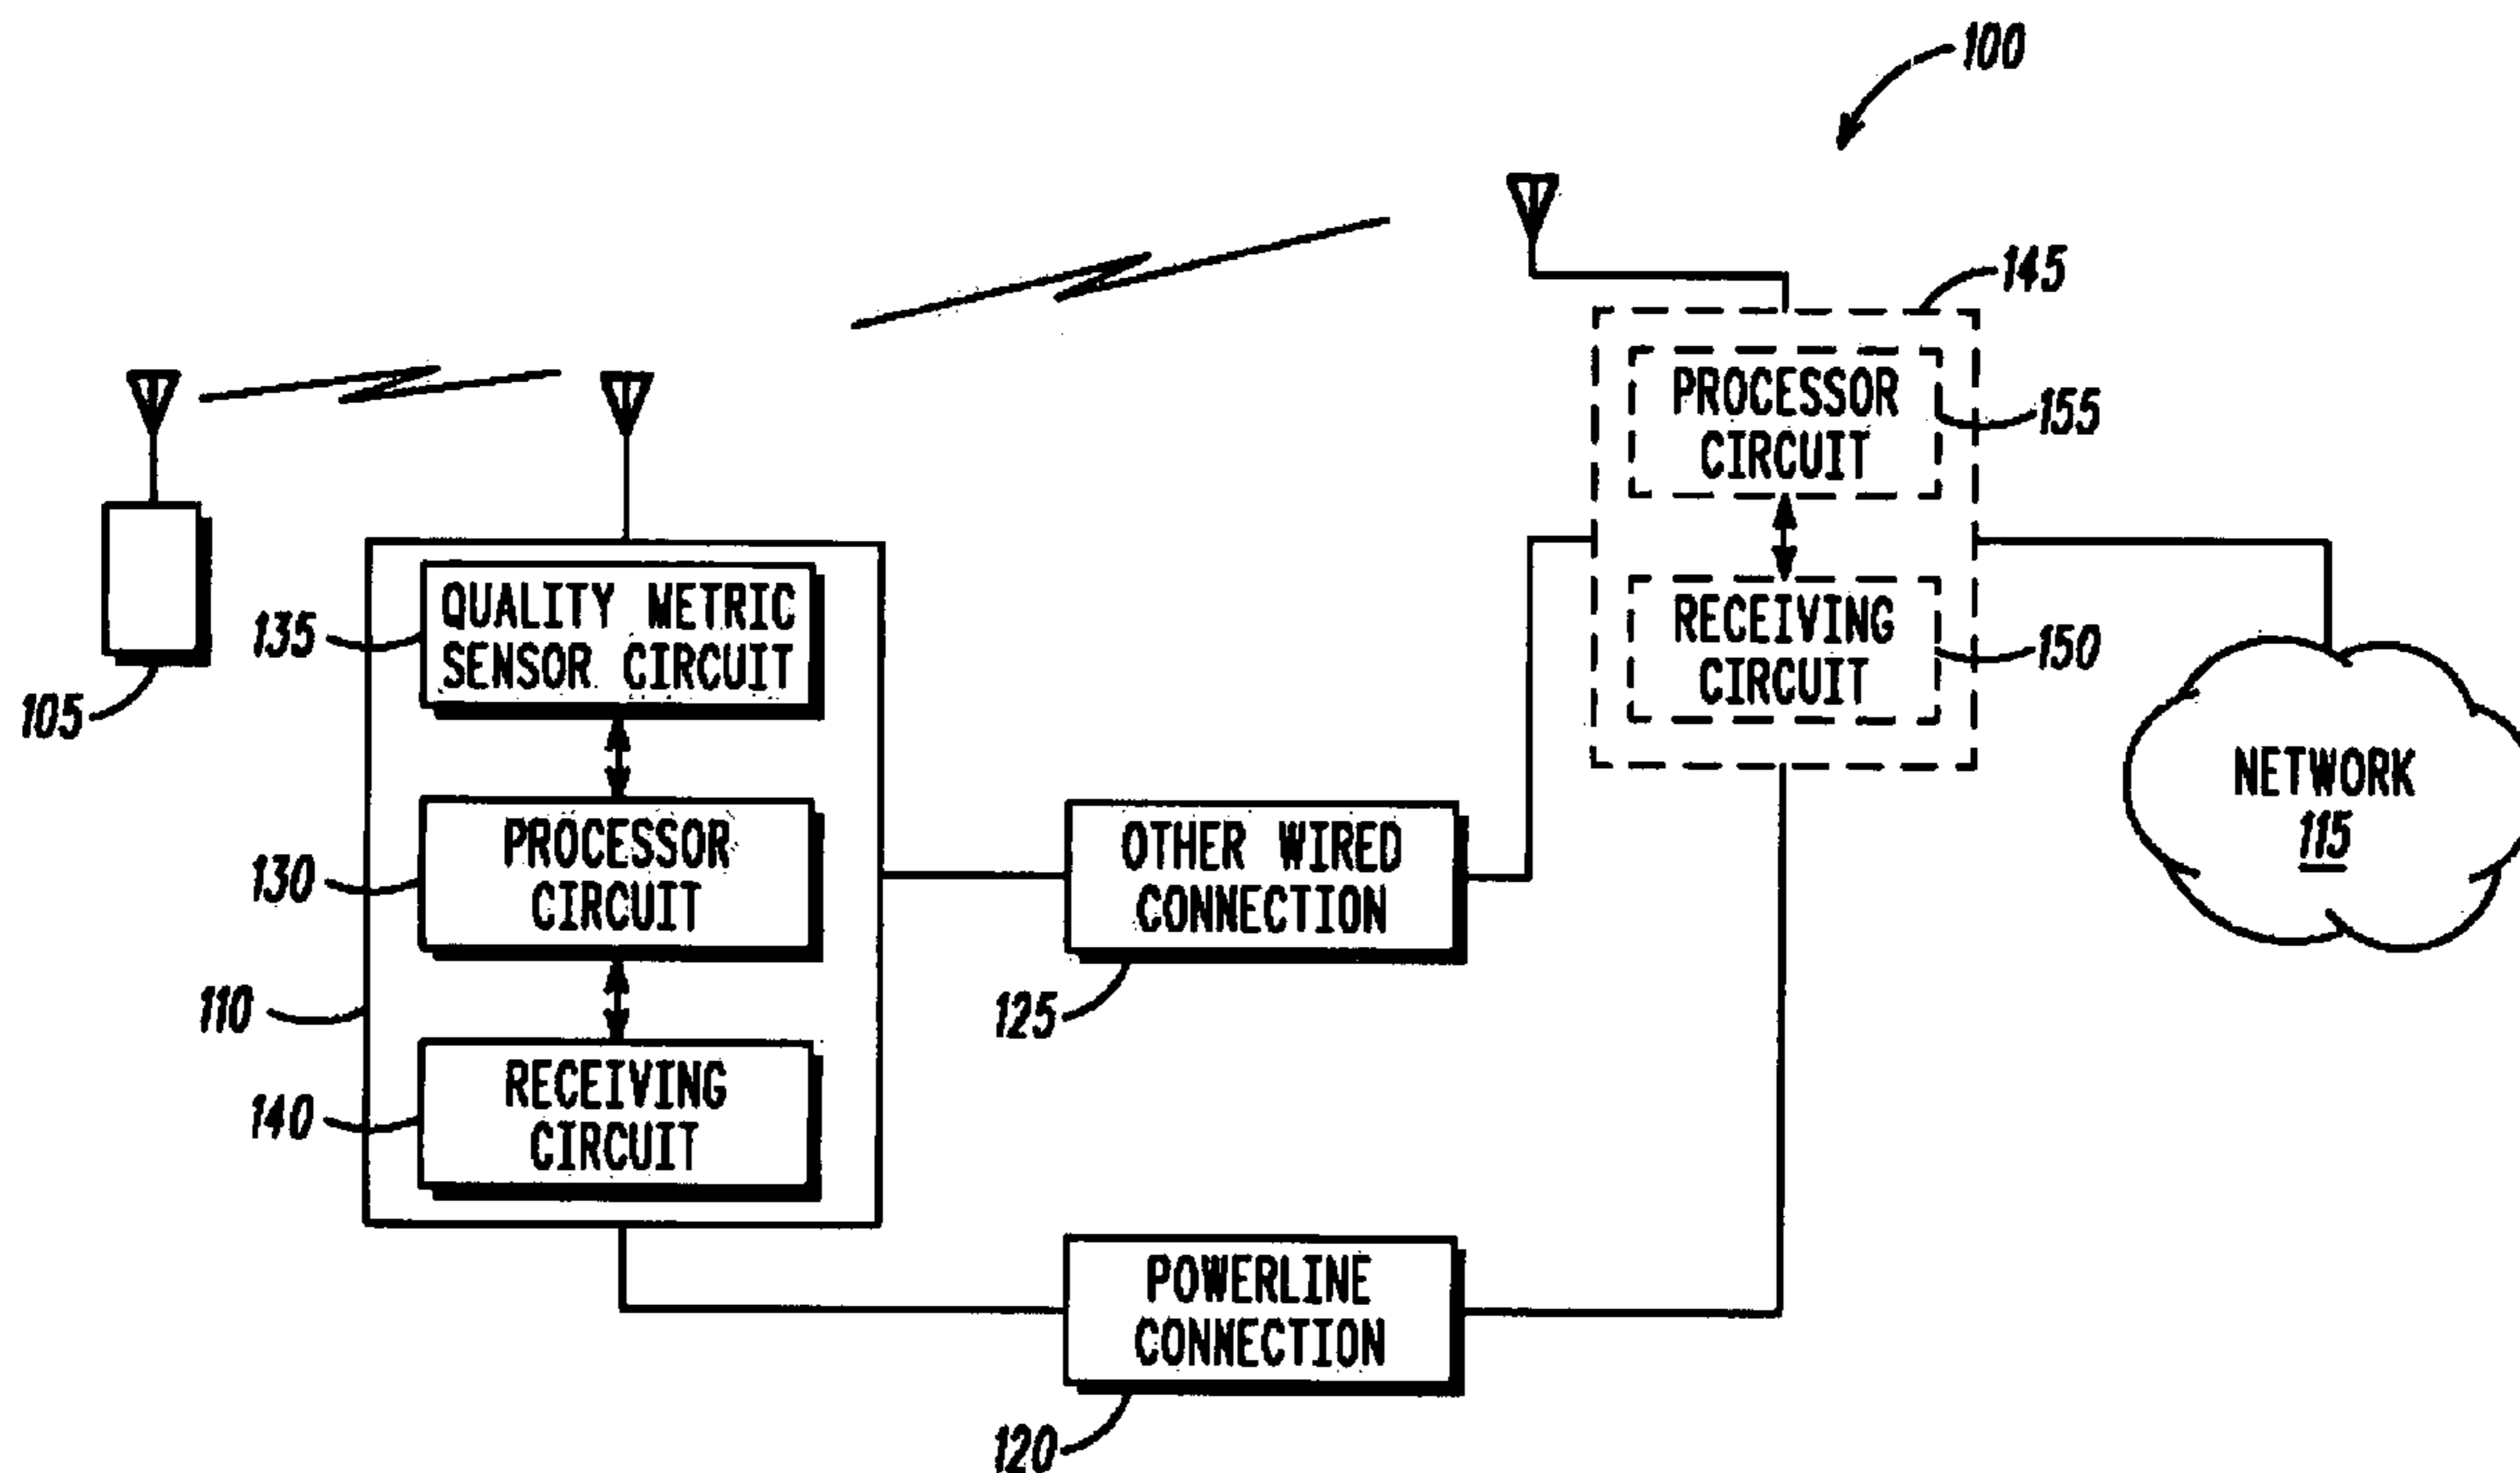 100
145
PROCESSOR
CIRCUIT
155
RECEIVING
CIRCUIT
150
NETWORK
115
105
QUALITY METRIC
SENSOR CIRCUIT
135
PROCESSOR
CIRCUIT
130
110
RECEIVING
CIRCUIT
140
OTHER WIRED
CONNECTION
125
POWERLINE
CONNECTION
120